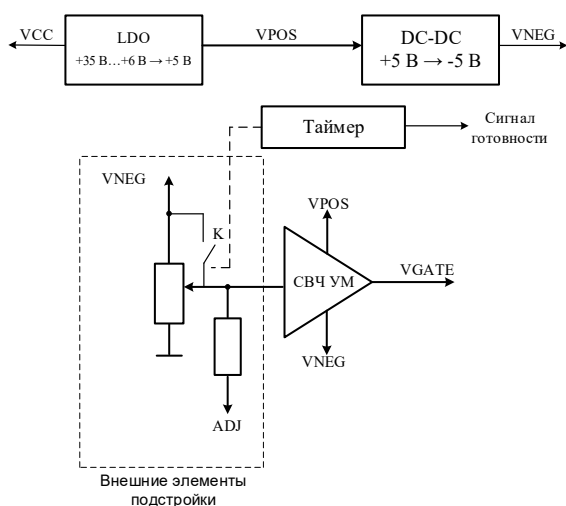 VCC
LDO
+35 В…+6 В → +5 В
VPOS
DC-DC
+5 В → -5 В
VNEG
Таймер
Сигнал
готовности
VNEG
K
VPOS
СВЧ УМ
VGATE
VNEG
ADJ
Внешние элементы
подстройки